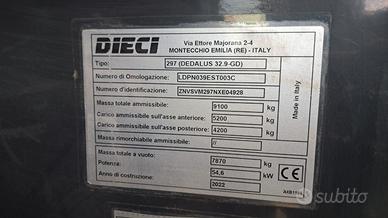 DIECI
Via Ettore Majorana 2-4
MONTECCHIO EMILIA (RE) - ITALY
Tipo: 297 (DEDALUS 32.9-GD)
Numero di Omologazione: LDPN039EST003C
Numero d'identificazione: ZNVSVM297NXE04928
Massa totale ammissibile: 9100 kg
Carico ammissibile sull'asse anteriore: 5200 kg
Carico ammissibile sull'asse posteriore: 4200 kg
Massa rimorchiabile ammissibile: //
Massa totale a vuoto: 7870 kg
Potenza: 54,6 kW
Anno di costruzione: 2022
CE
Made in Italy
subito